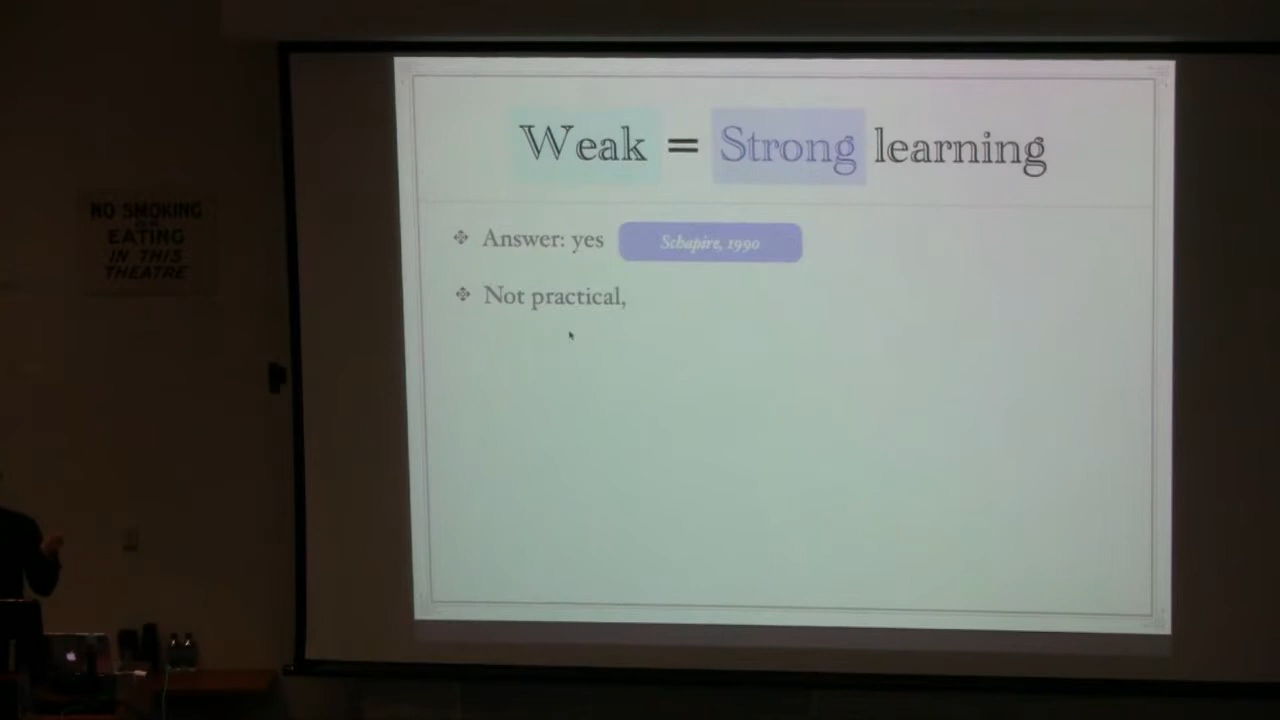 Weak = Strong learning
Answer: yes Schapire, 1990
Not practical,
NO SMOKING
EATING
IN THIS
THEATRE